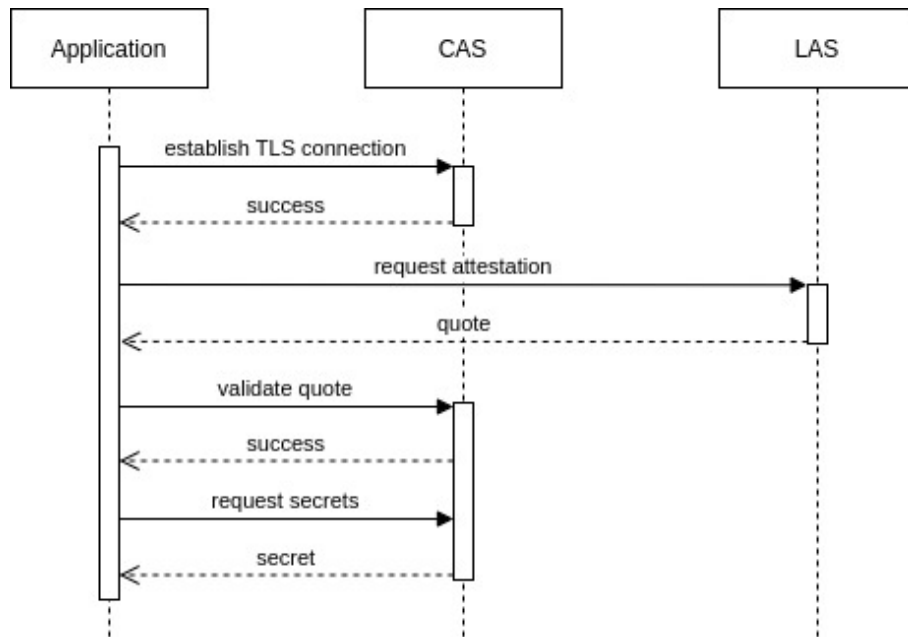 Application
CAS
LAS
establish TLS connection
success
request attestation
quote
validate quote
success
request secrets
secret